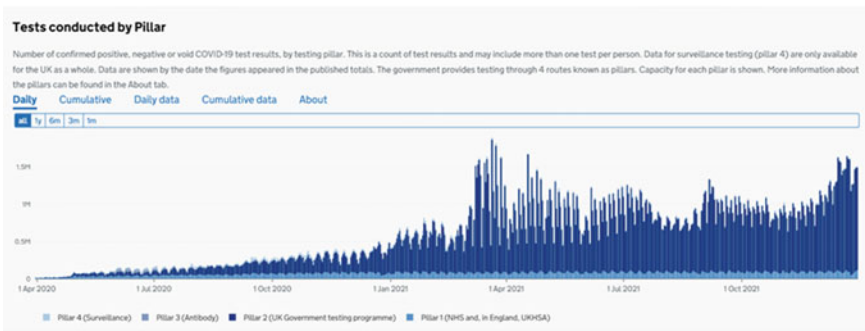 Tests conducted by Pillar
Number of confirmed positive, negative or void COVID-19 test results, by testing pillar. This is a count of test results and may include more than one test per person. Data for surveillance testing (pillar 4) are only available
for the UK as a whole. Data are shown by the date the figures appeared in the published totals. The government provides testing through 4 routes known as pillars. Capacity for each pillar is shown. More information about
the pillars can be found in the About tab.
Daily Cumulative Daily data Cumulative data About
all 1y 6m 3m 1m
1.5M
1M
0.5M
0
1 Apr 2020 1 Jul 2020 1 Oct 2020 1 Jan 2021 1 Apr 2021 1 Jul 2021 1 Oct 2021
Pillar 4 (Surveillance) Pillar 3 (Antibody) Pillar 2 (UK Government testing programme) Pillar 1 (NHS and, in England, UKHSA)